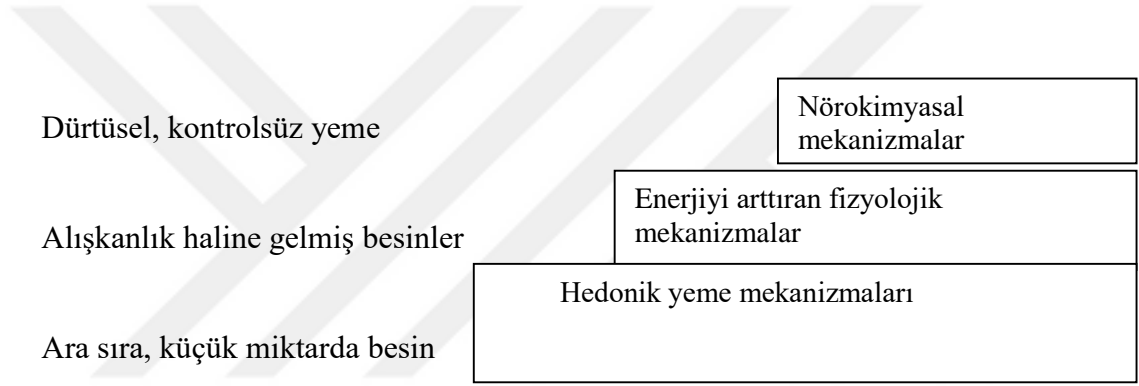 Dürtüsel, kontrolsüz yeme
Nörokimyasal
mekanizmalar
Alışkanlık haline gelmiş besinler
Enerjiyi arttıran fizyolojik
mekanizmalar
Hedonik yeme mekanizmaları
Ara sıra, küçük miktarda besin